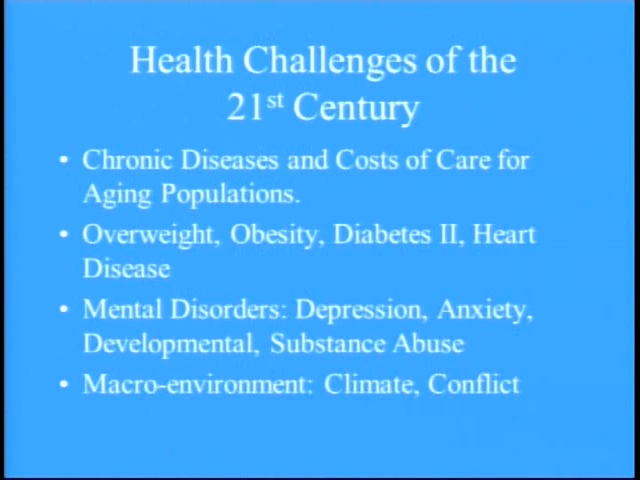 Health Challenges of the
21st Century
• Chronic Diseases and Costs of Care for
Aging Populations.
• Overweight, Obesity, Diabetes II, Heart
Disease
• Mental Disorders: Depression, Anxiety,
Developmental, Substance Abuse
• Macro-environment: Climate, Conflict